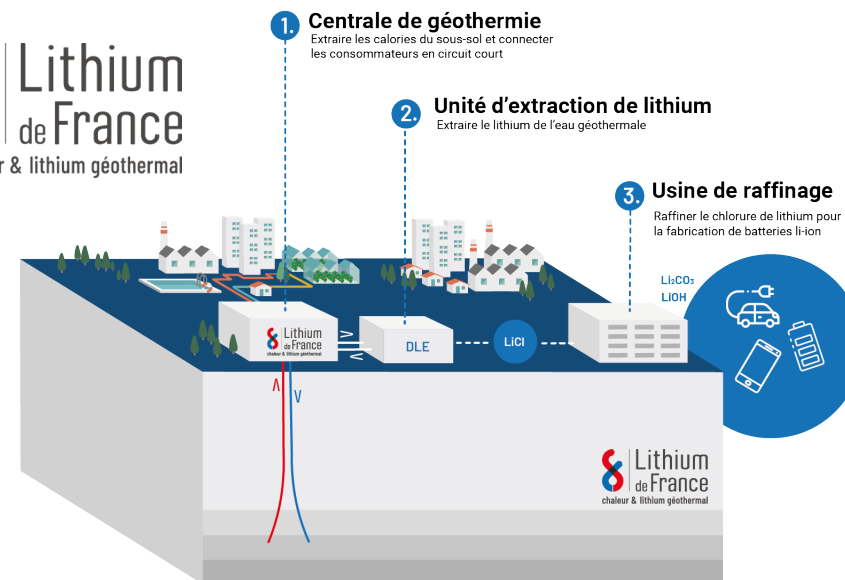 1. Centrale de géothermie
Extraire les calories du sous-sol et connecter
les consommateurs en circuit court
Lithium
de France
r & lithium géothermal
2. Unité d'extraction de lithium
Extraire le lithium de l'eau géothermale
3. Usine de raffinage
Raffiner le chlorure de lithium pour
la fabrication de batteries li-ion
Li₂CO₃
LiOH
Lithium
de France
chaleur & lithium géothermal
DLE
LiCl
Lithium
de France
chaleur & lithium géothermal